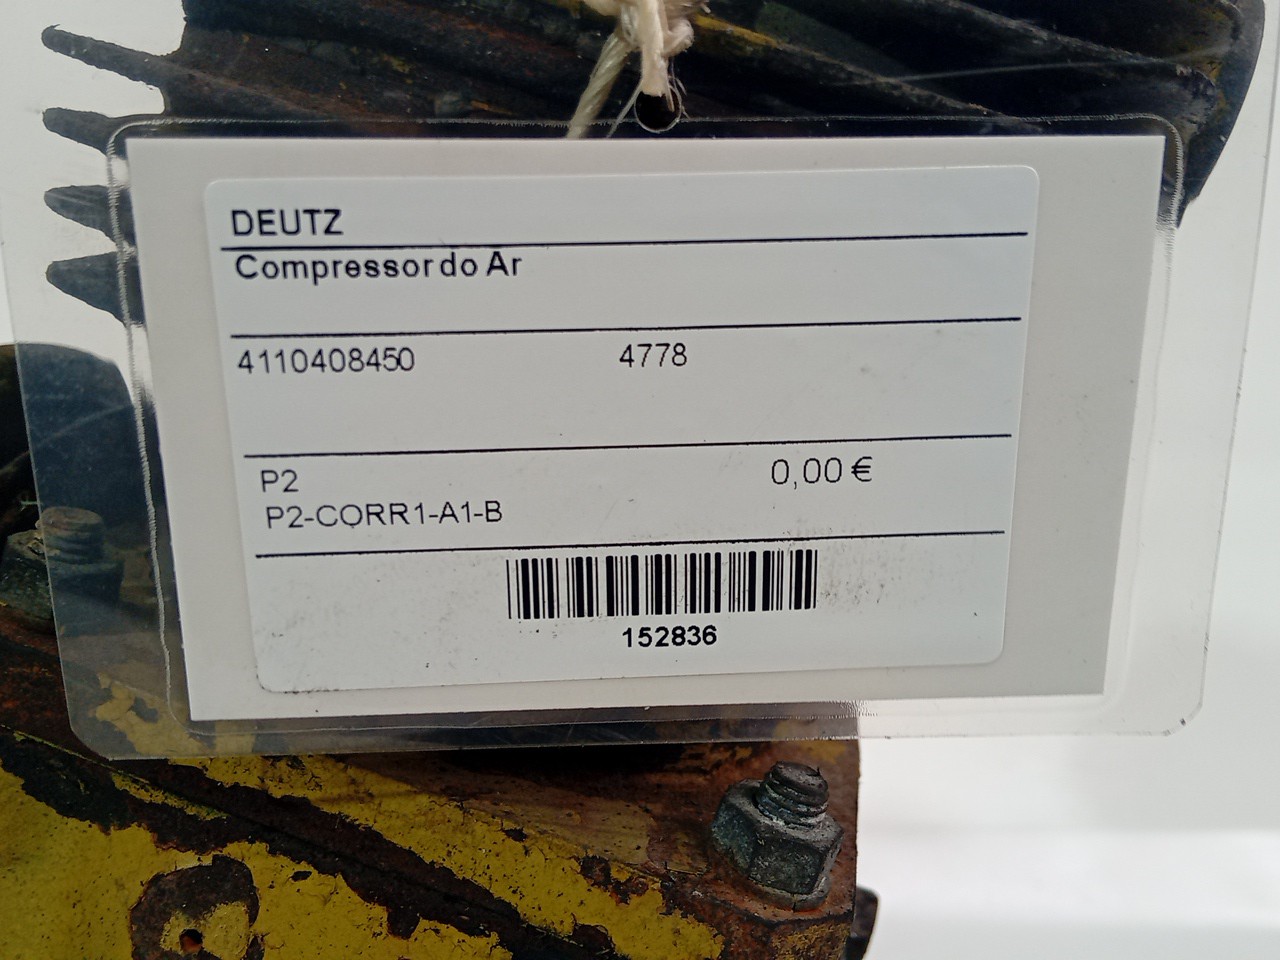 DEUTZ
Compressor do Ar
4110408450 4778
P2 0,00 €
P2-CORR1-A1-B
152836